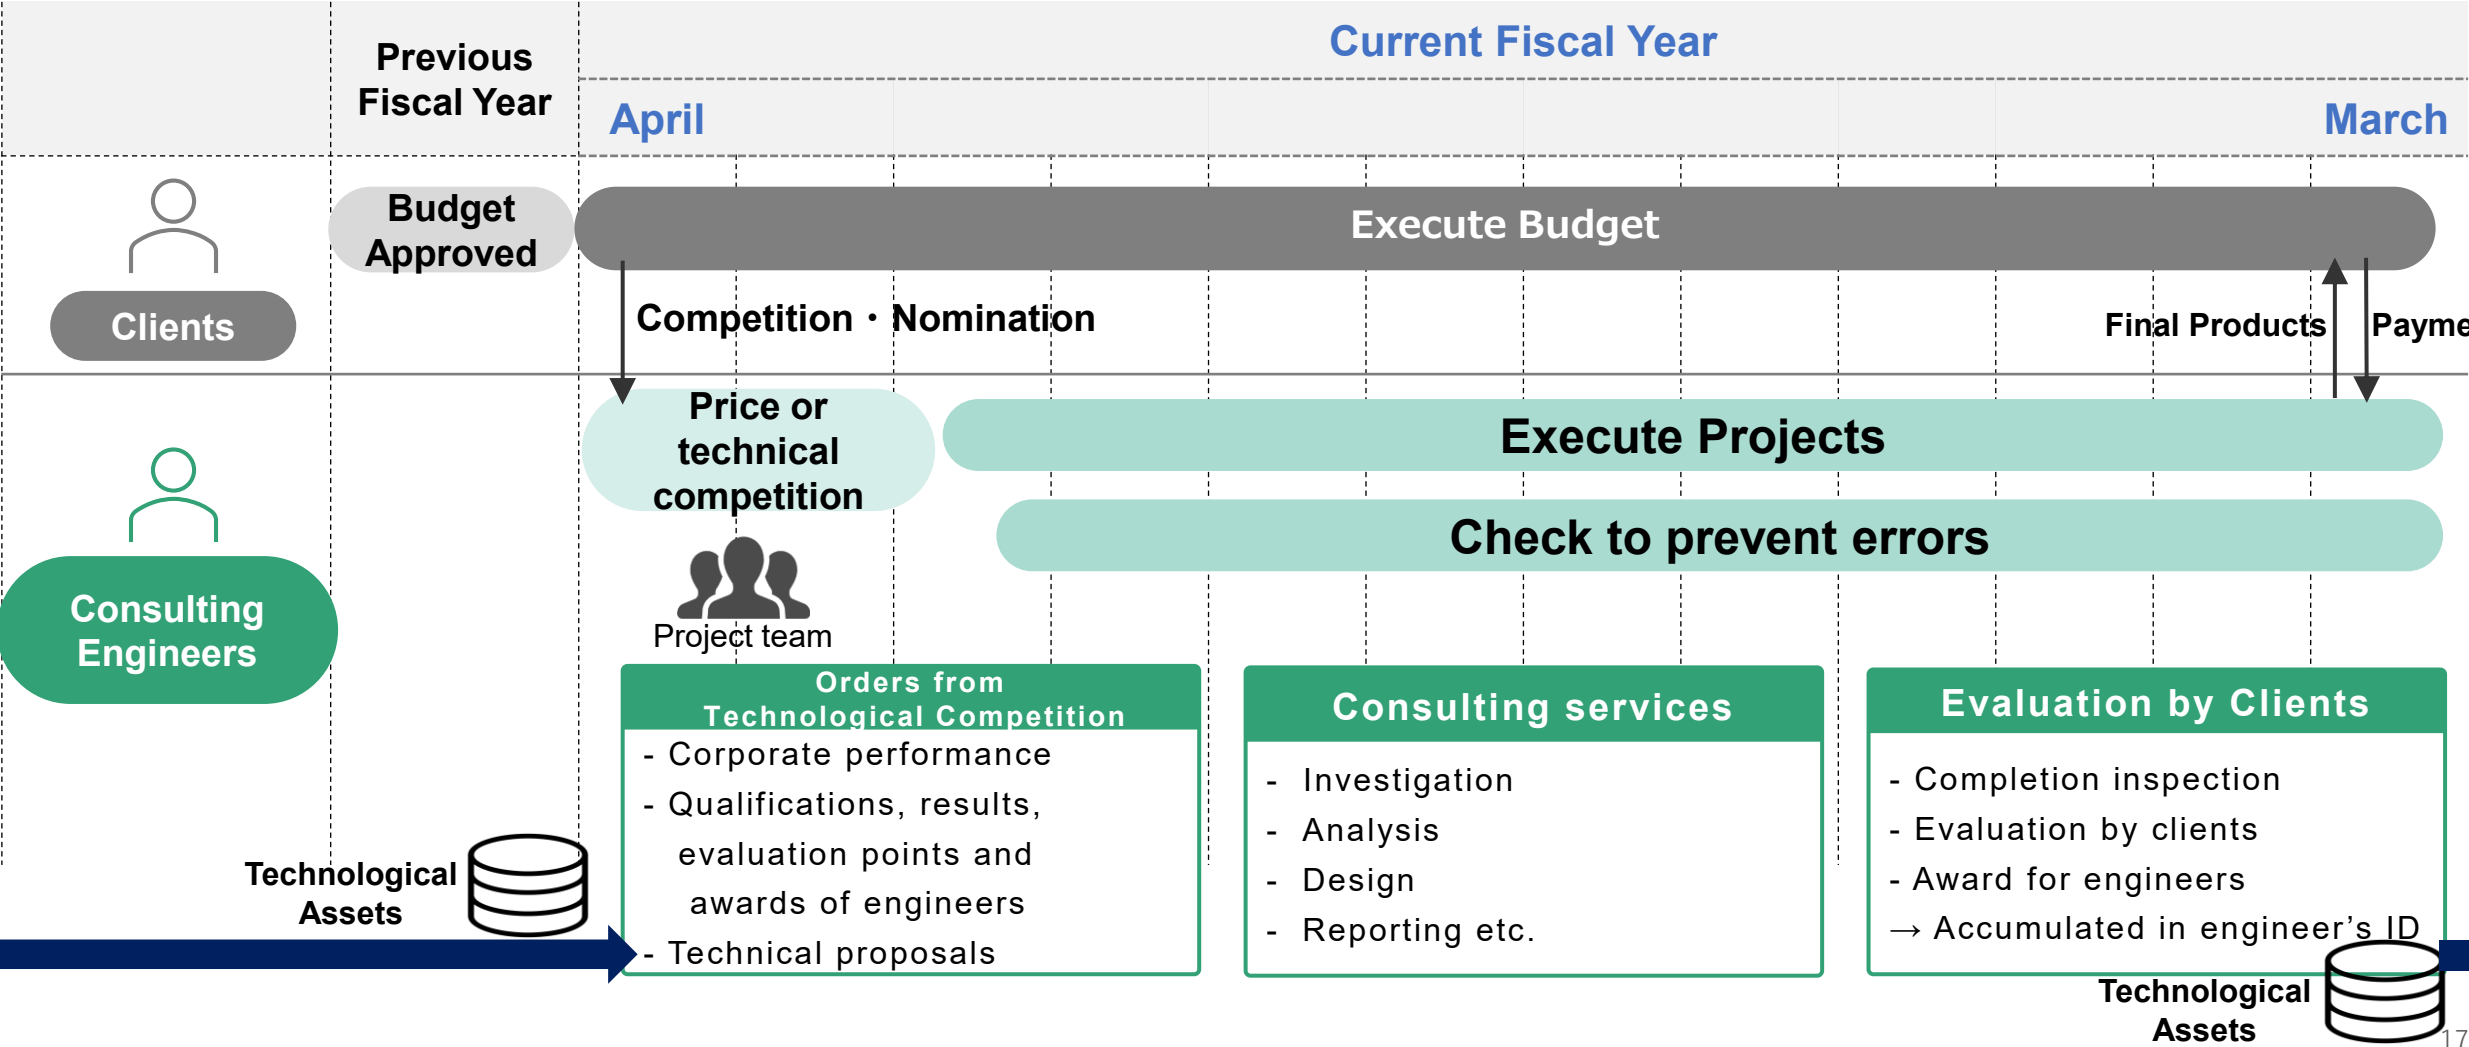 Previous
Fiscal Year
Current Fiscal Year
April
March
Budget
Approved
Execute Budget
Clients
Competition・Nomination
Final Products
Payme
Price or
technical
competition
Execute Projects
Check to prevent errors
Project team
Consulting
Engineers
Orders from
Technological Competition
- Corporate performance
- Qualifications, results,
evaluation points and
awards of engineers
- Technical proposals
Consulting services
- Investigation
- Analysis
- Design
- Reporting etc.
Evaluation by Clients
- Completion inspection
- Evaluation by clients
- Award for engineers
→ Accumulated in engineer’s ID
Technological
Assets
Technological
Assets
17